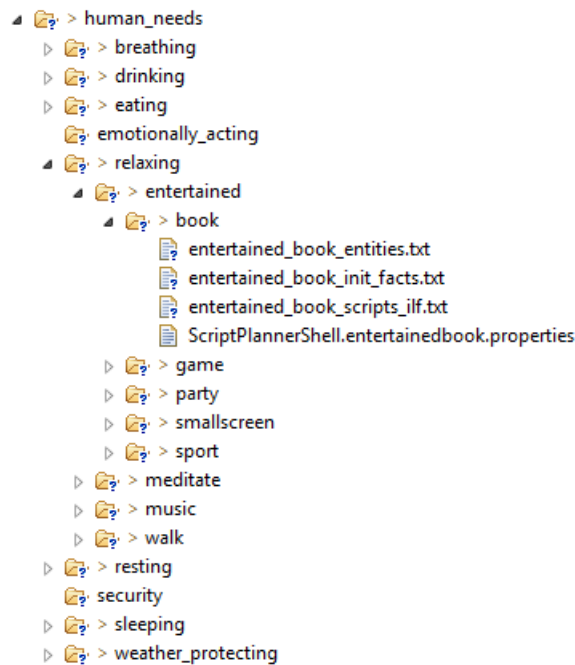 > human_needs
> breathing
> drinking
> eating
emotionally_acting
> relaxing
> entertained
> book
entertained_book_entities.txt
entertained_book_init_facts.txt
entertained_book_scripts_ilf.txt
ScriptPlannerShell.entertainedbook.properties
> game
> party
> smallscreen
> sport
> meditate
> music
> walk
> resting
security
> sleeping
> weather_protecting